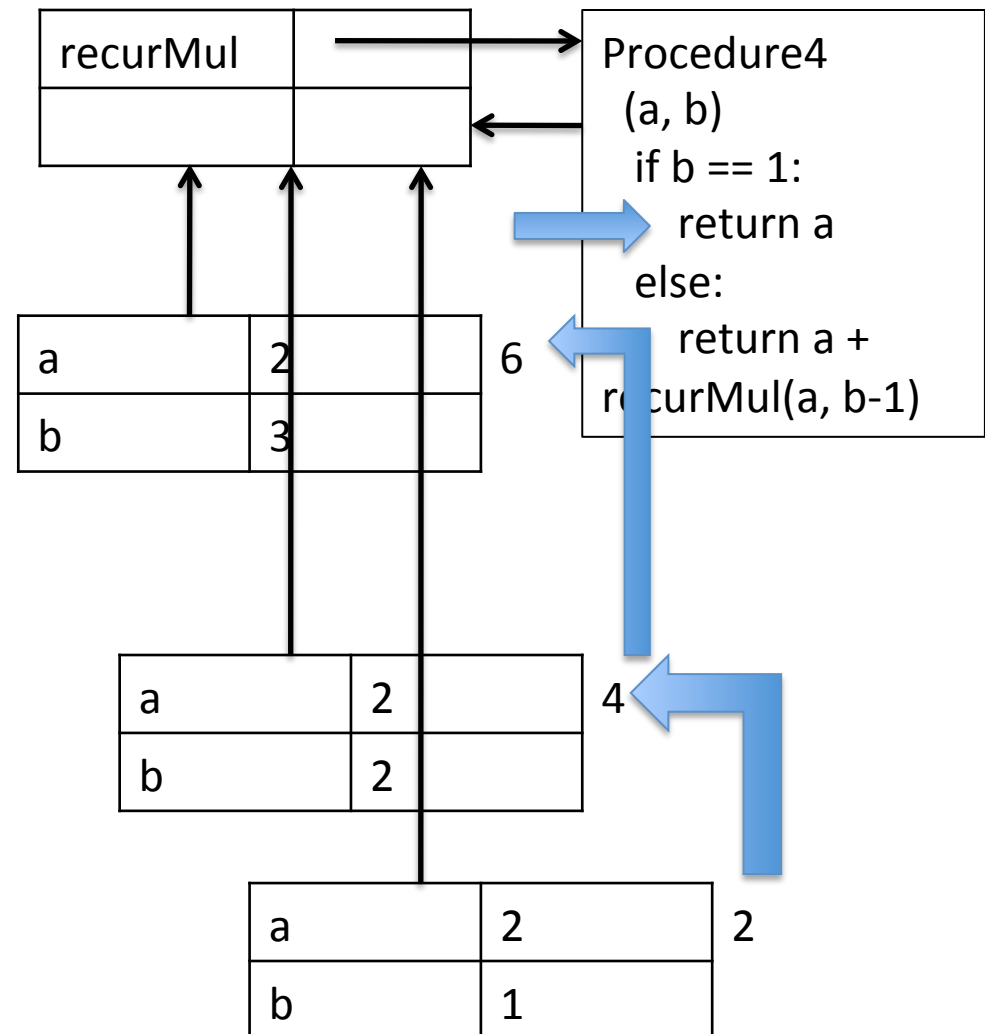 recurMul
Procedure4
(a, b)
if b == 1:
return a
else:
return a +
recurMul(a, b-1)
a 2 6
b 3
a 2 4
b 2
a 2 2
b 1